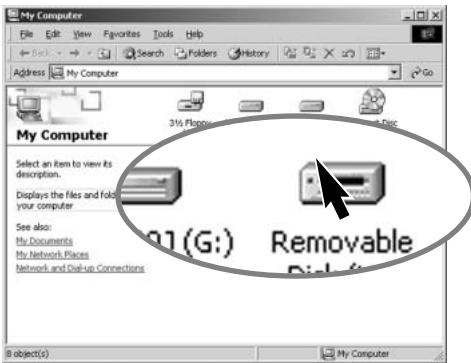 My Computer
File Edit View Favorites Tools Help
Back Search Folders History
Address My Computer Go
3½ Floppy Disc
My Computer
Select an item to view its
description.
Displays the files and
your computer
See also:
My Documents
My Network Places
Network and Dial-up Connections
(G:) Removable
8 object(s) My Computer